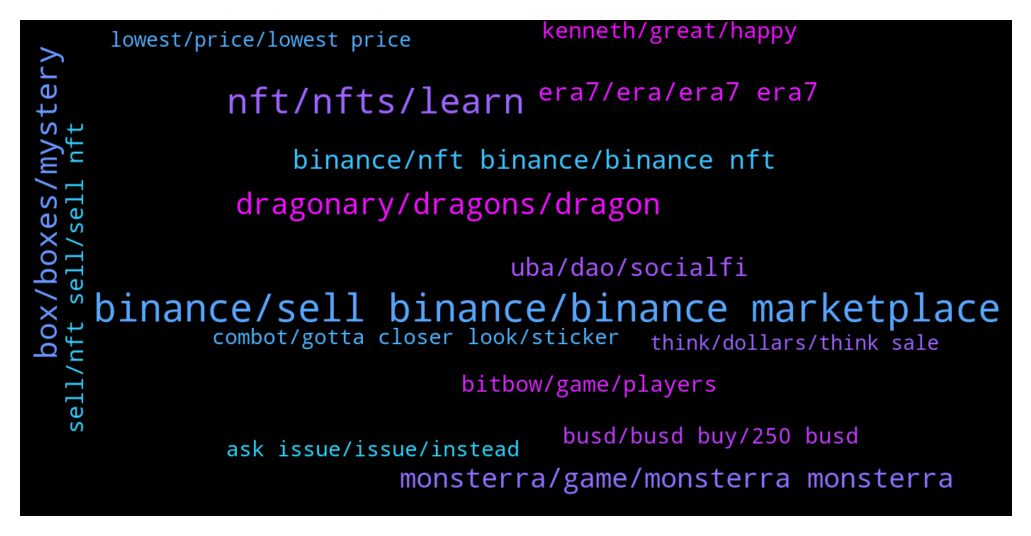 kenneth/great/happy
lowest/price/lowest price
box/boxes/mystery
nft/nfts/learn
era7/era/era7 era7
sell/nft sell/sell nft
binance/nft binance/binance nft
dragonary/dragons/dragon
uba/dao/socialfi
binance/sell binance/binance marketplace
combot/gotta closer look/sticker
think/dollars/think sale
bitbow/game/players
busd/busd buy/250 busd
ask issue/issue/instead
monsterra/game/monsterra monsterra